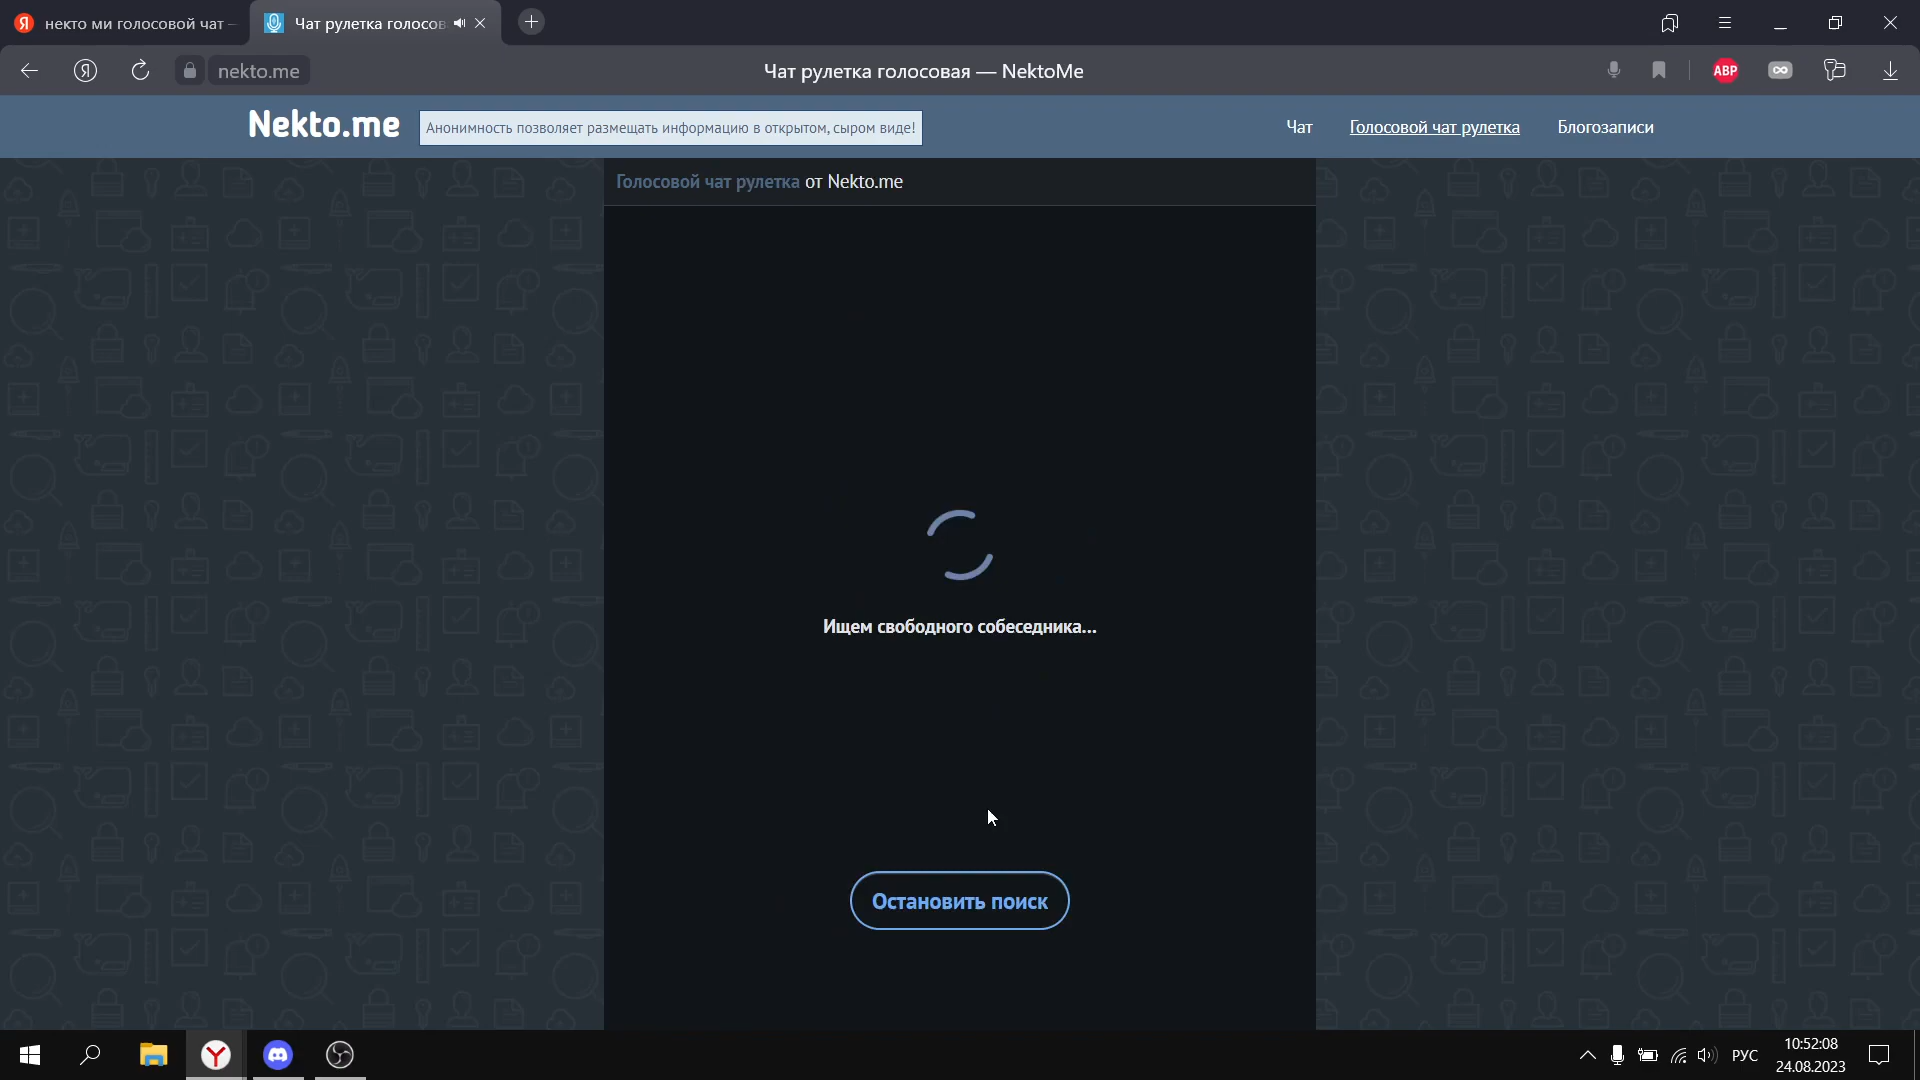 некто ми голосовой чат –
Чат рулетка голосов
nekto.me
Чат рулетка голосовая — NektoMe
ABP
Nekto.me
Анонимность позволяет размещать информацию в открытом, сыром виде!
Чат
Голосовой чат рулетка
Блогозаписи
Голосовой чат рулетка от Nekto.me
Ищем свободного собеседника...
Остановить поиск
РУС
10:52:08
24.08.2023